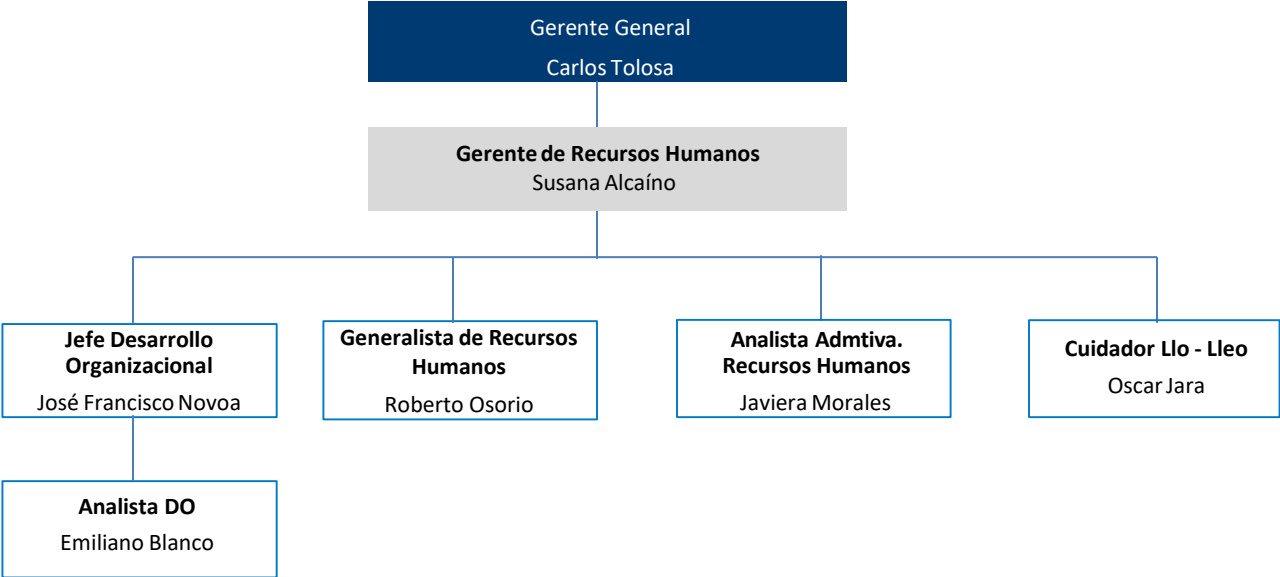 Gerente General
Carlos Tolosa
Gerente de Recursos Humanos
Susana Alcaíno
Jefe Desarrollo
Organizacional
José Francisco Novoa
Generalista de Recursos
Humanos
Roberto Osorio
Analista Admtiva.
Recursos Humanos
Javiera Morales
Cuidador Llo - Lleo
Oscar Jara
Analista DO
Emiliano Blanco